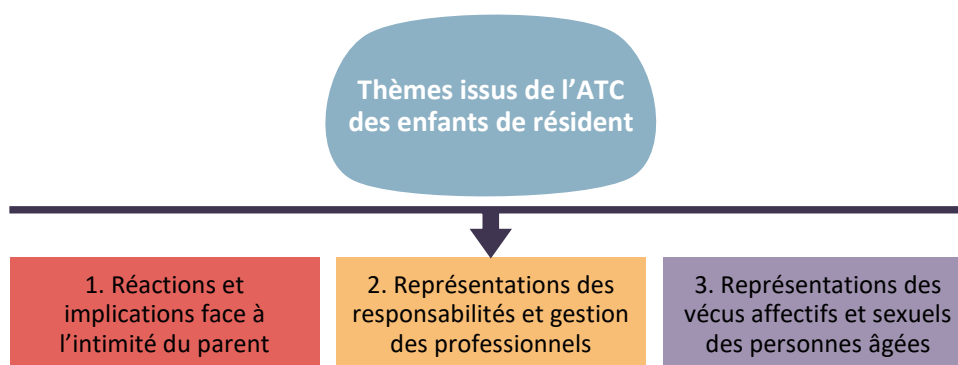 Thèmes issus de l’ATC
des enfants de résident
1. Réactions et
implications face à
l’intimité du parent
2. Représentations des
responsabilités et gestion
des professionnels
3. Représentations des
vécus affectifs et sexuels
des personnes âgées